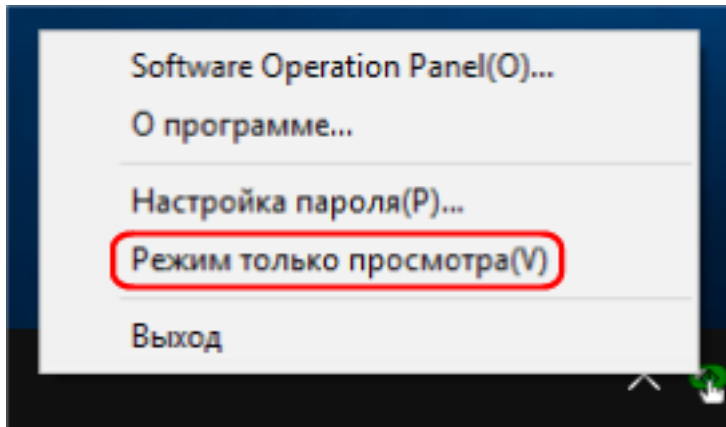 Software Operation Panel(O)...
О программе...
Настройка пароля(P)...
Режим только просмотра(V)
Выход